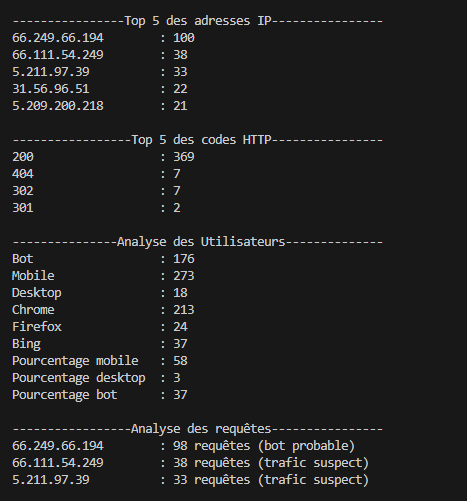 ----------------Top 5 des adresses IP----------------
66.249.66.194 : 100
66.111.54.249 : 38
5.211.97.39 : 33
31.56.96.51 : 22
5.209.200.218 : 21
-----------------Top 5 des codes HTTP----------------
200 : 369
404 : 7
302 : 7
301 : 2
---------------Analyse des Utilisateurs--------------
Bot : 176
Mobile : 273
Desktop : 18
Chrome : 213
Firefox : 24
Bing : 37
Pourcentage mobile : 58
Pourcentage desktop : 3
Pourcentage bot : 37
-----------------Analyse des requêtes----------------
66.249.66.194 : 98 requêtes (bot probable)
66.111.54.249 : 38 requêtes (trafic suspect)
5.211.97.39 : 33 requêtes (trafic suspect)